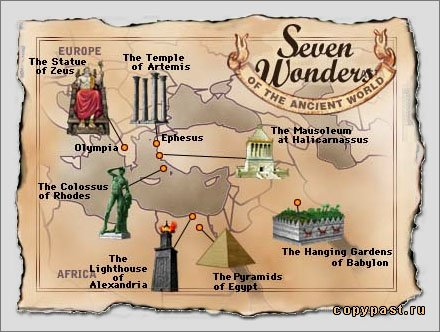 Seven
Wonders
OF THE ANCIENT WORLD
EUROPE
The Statue
of Zeus
The Temple
of Artemis
Olympia
Ephesus
The Mausoleum
at Halicarnassus
The Colossus
of Rhodes
The
Lighthouse
of
Alexandria
The Pyramids
of Egypt
The Hanging Gardens
of Babylon
AFRICA
copypast.ru